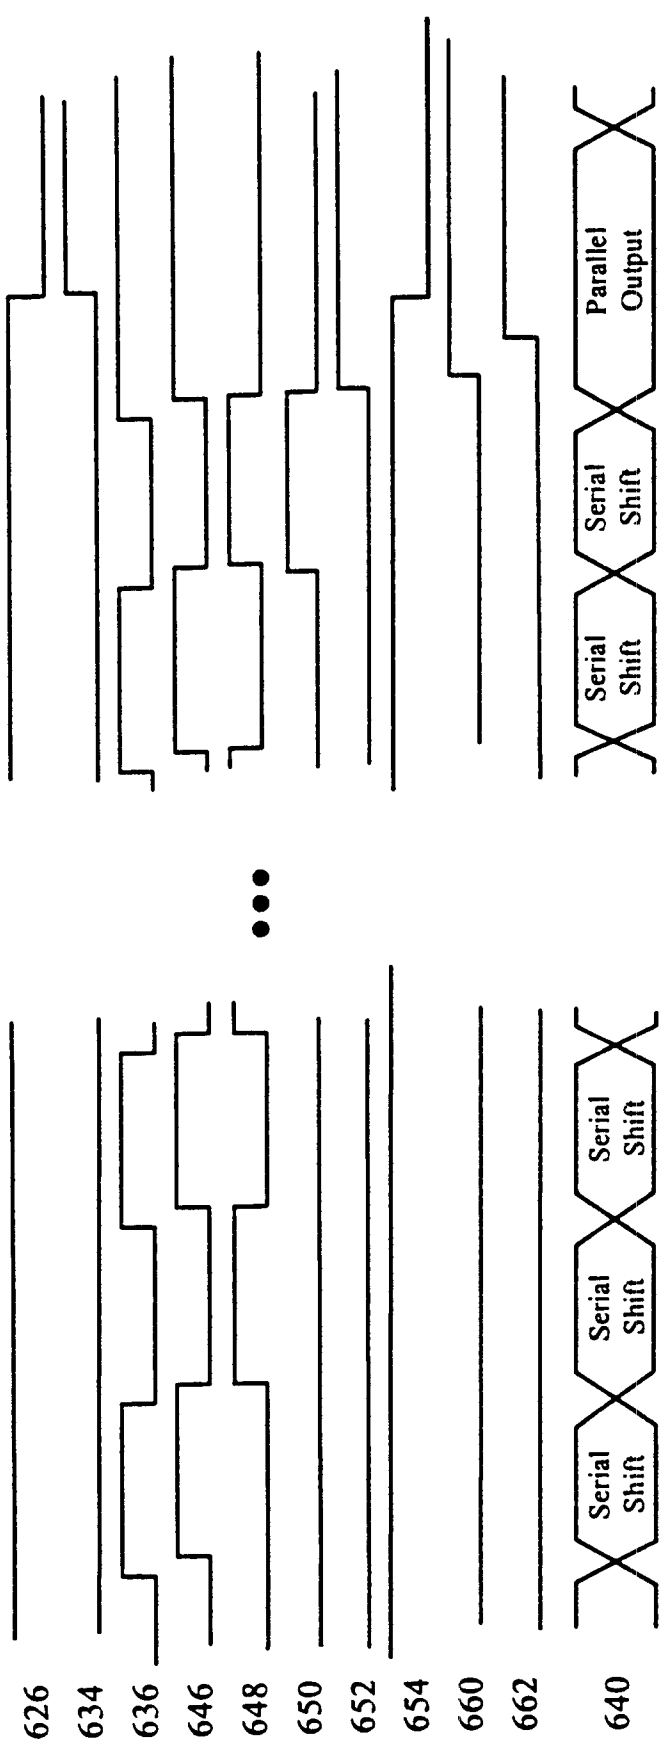 626
634
636
646
648
650
652
654
660
662
640
Serial
Shift
Serial
Shift
Serial
Shift
Serial
Shift
Serial
Shift
Parallel
Output